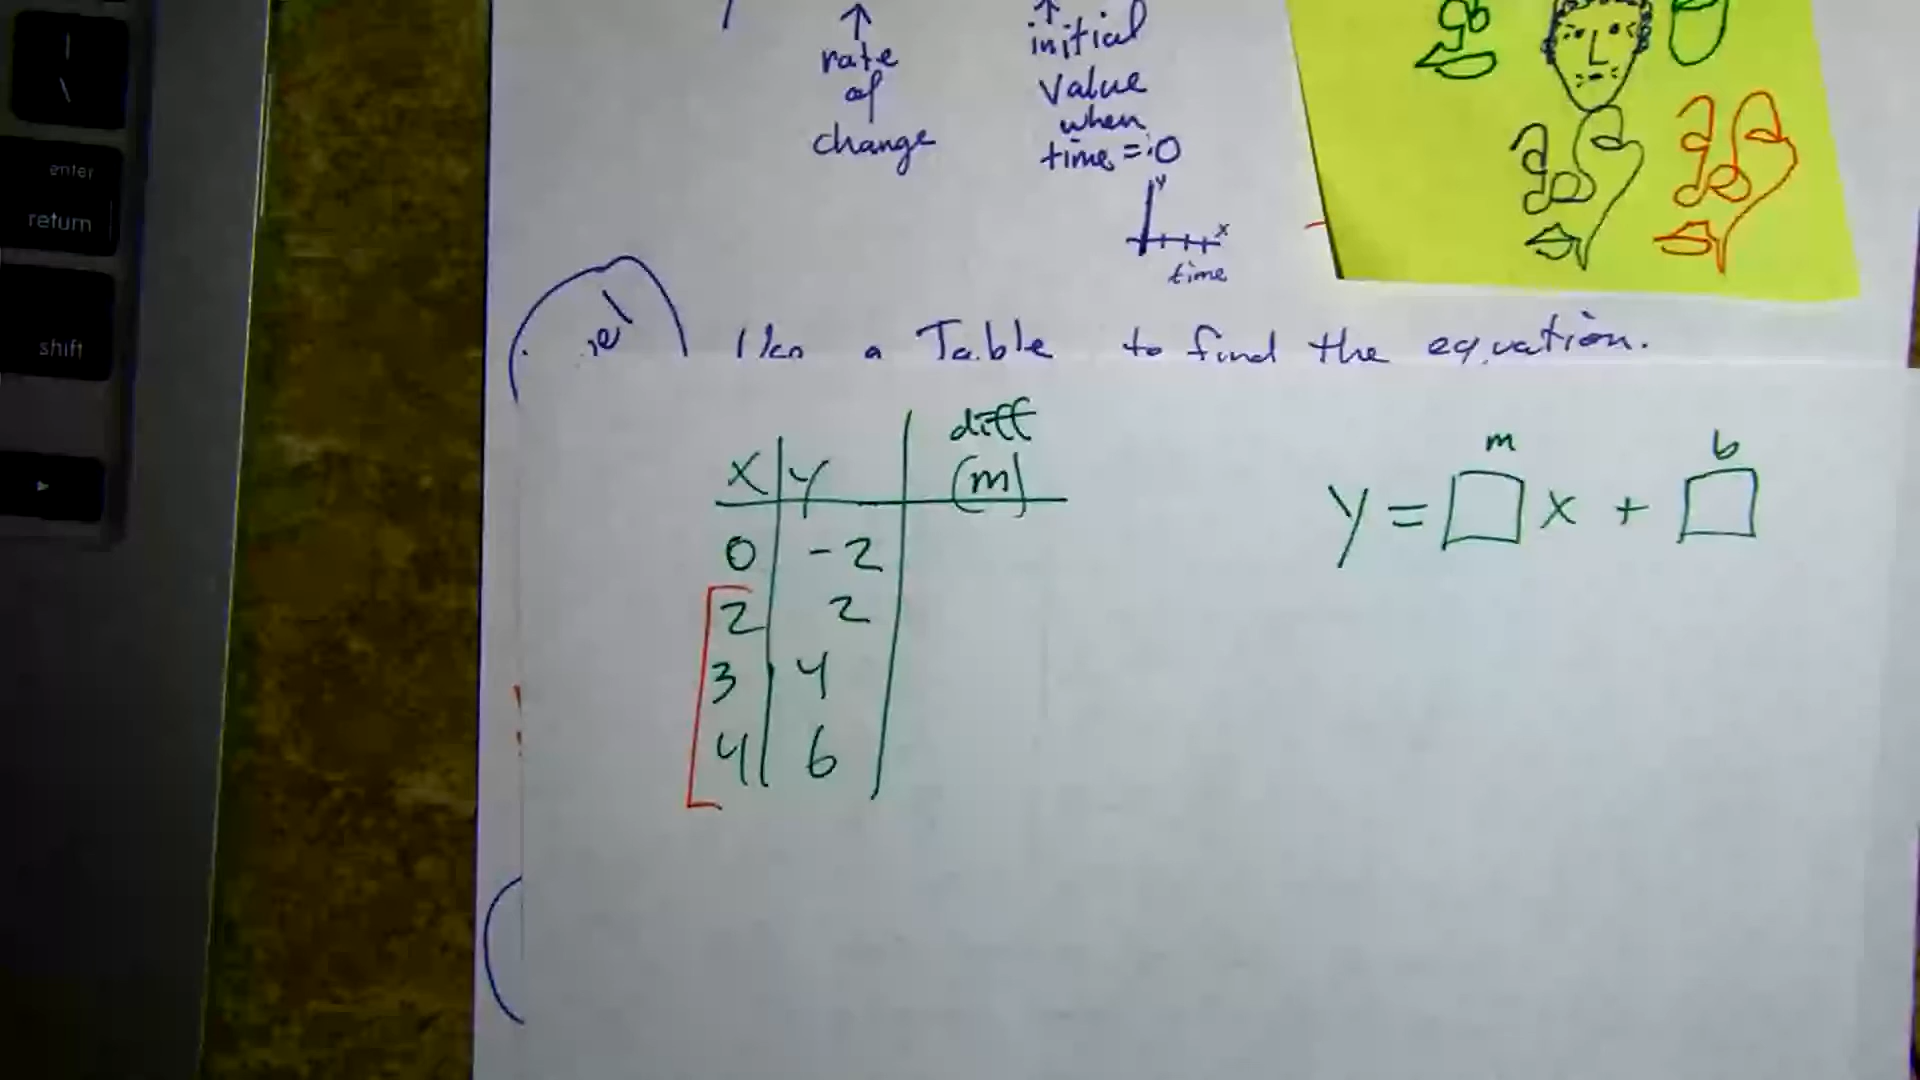 |
\
enter
return
shift
rate
of
change
initial
value
when
time = 0
y
x
time
Use a Table to find the equation.
diff
x y (m)
0 -2
2 2
3 4
4 6
m b
y = □ x + □